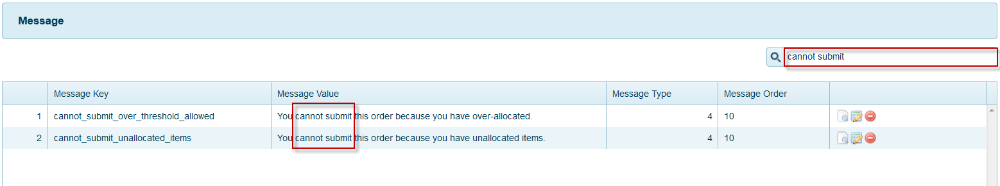 Message
cannot submit
Message Key Message Value Message Type Message Order
1 cannot_submit_over_threshold_allowed You cannot submit this order because you have over-allocated. 4 10
2 cannot_submit_unallocated_items You cannot submit this order because you have unallocated items. 4 10